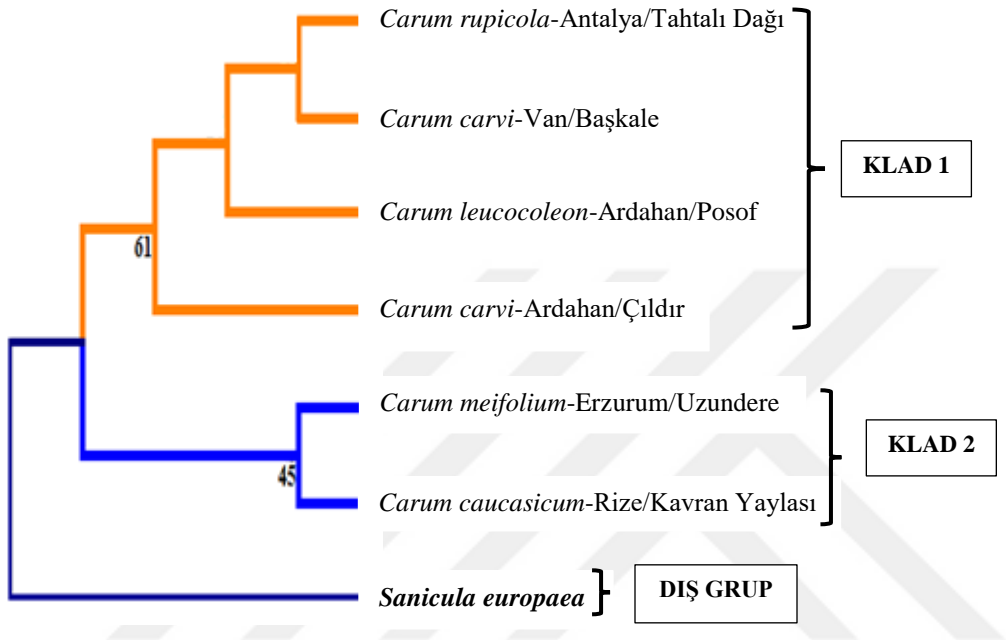 Carum rupicola-Antalya/Tahtalı Dağı
Carum carvi-Van/Başkale
KLAD 1
Carum leucocoleon-Ardahan/Posof
61
Carum carvi-Ardahan/Çıldır
Carum meifolium-Erzurum/Uzundere
KLAD 2
45
Carum caucasicum-Rize/Kavran Yaylası
Sanicula europaea
DIŞ GRUP